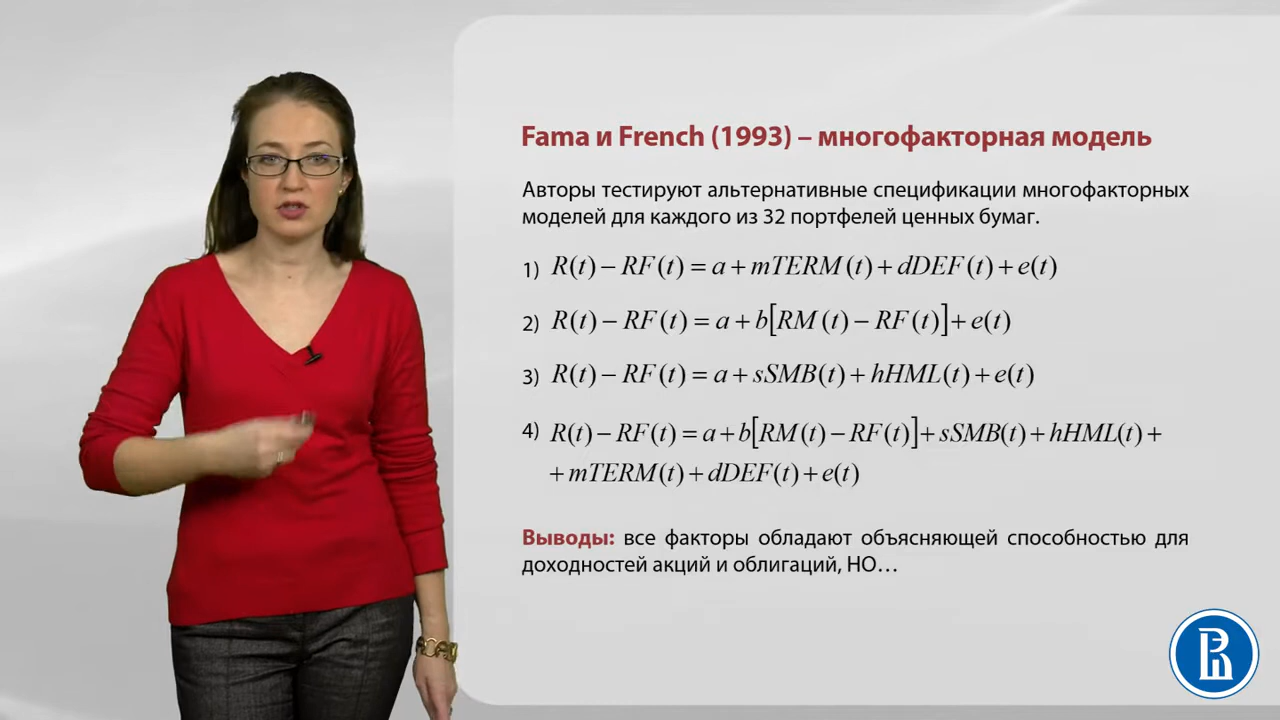 Fama и French (1993) – многофакторная модель
Авторы тестируют альтернативные спецификации многофакторных
моделей для каждого из 32 портфелей ценных бумаг.
1) R(t) − RF(t) = a + mTERM(t) + dDEF(t) + e(t)
2) R(t) − RF(t) = a + b[RM(t) − RF(t)] + e(t)
3) R(t) − RF(t) = a + sSMB(t) + hHML(t) + e(t)
4) R(t) − RF(t) = a + b[RM(t) − RF(t)] + sSMB(t) + hHML(t) +
+ mTERM(t) + dDEF(t) + e(t)
Выводы: все факторы обладают объясняющей способностью для
доходностей акций и облигаций, НО…